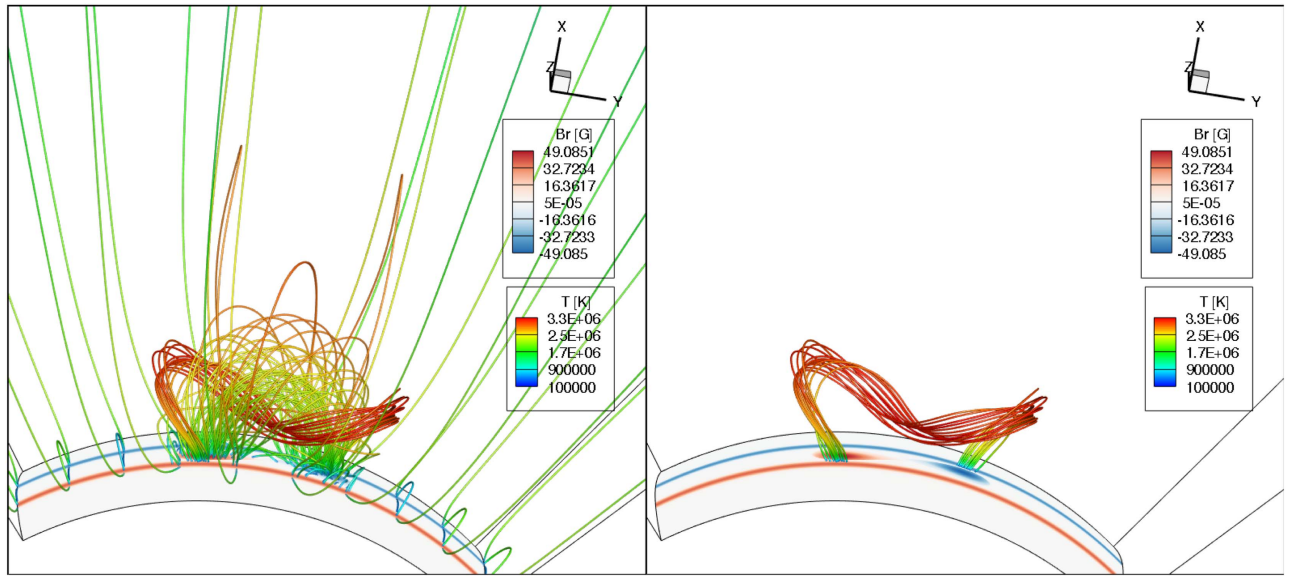 X
Z
Y
Br [G]
49.0851
32.7234
16.3617
5E-05
-16.3616
-32.7233
-49.085
T [K]
3.3E+06
2.5E+06
1.7E+06
900000
100000
X
Z
Y
Br [G]
49.0851
32.7234
16.3617
5E-05
-16.3616
-32.7233
-49.085
T [K]
3.3E+06
2.5E+06
1.7E+06
900000
100000